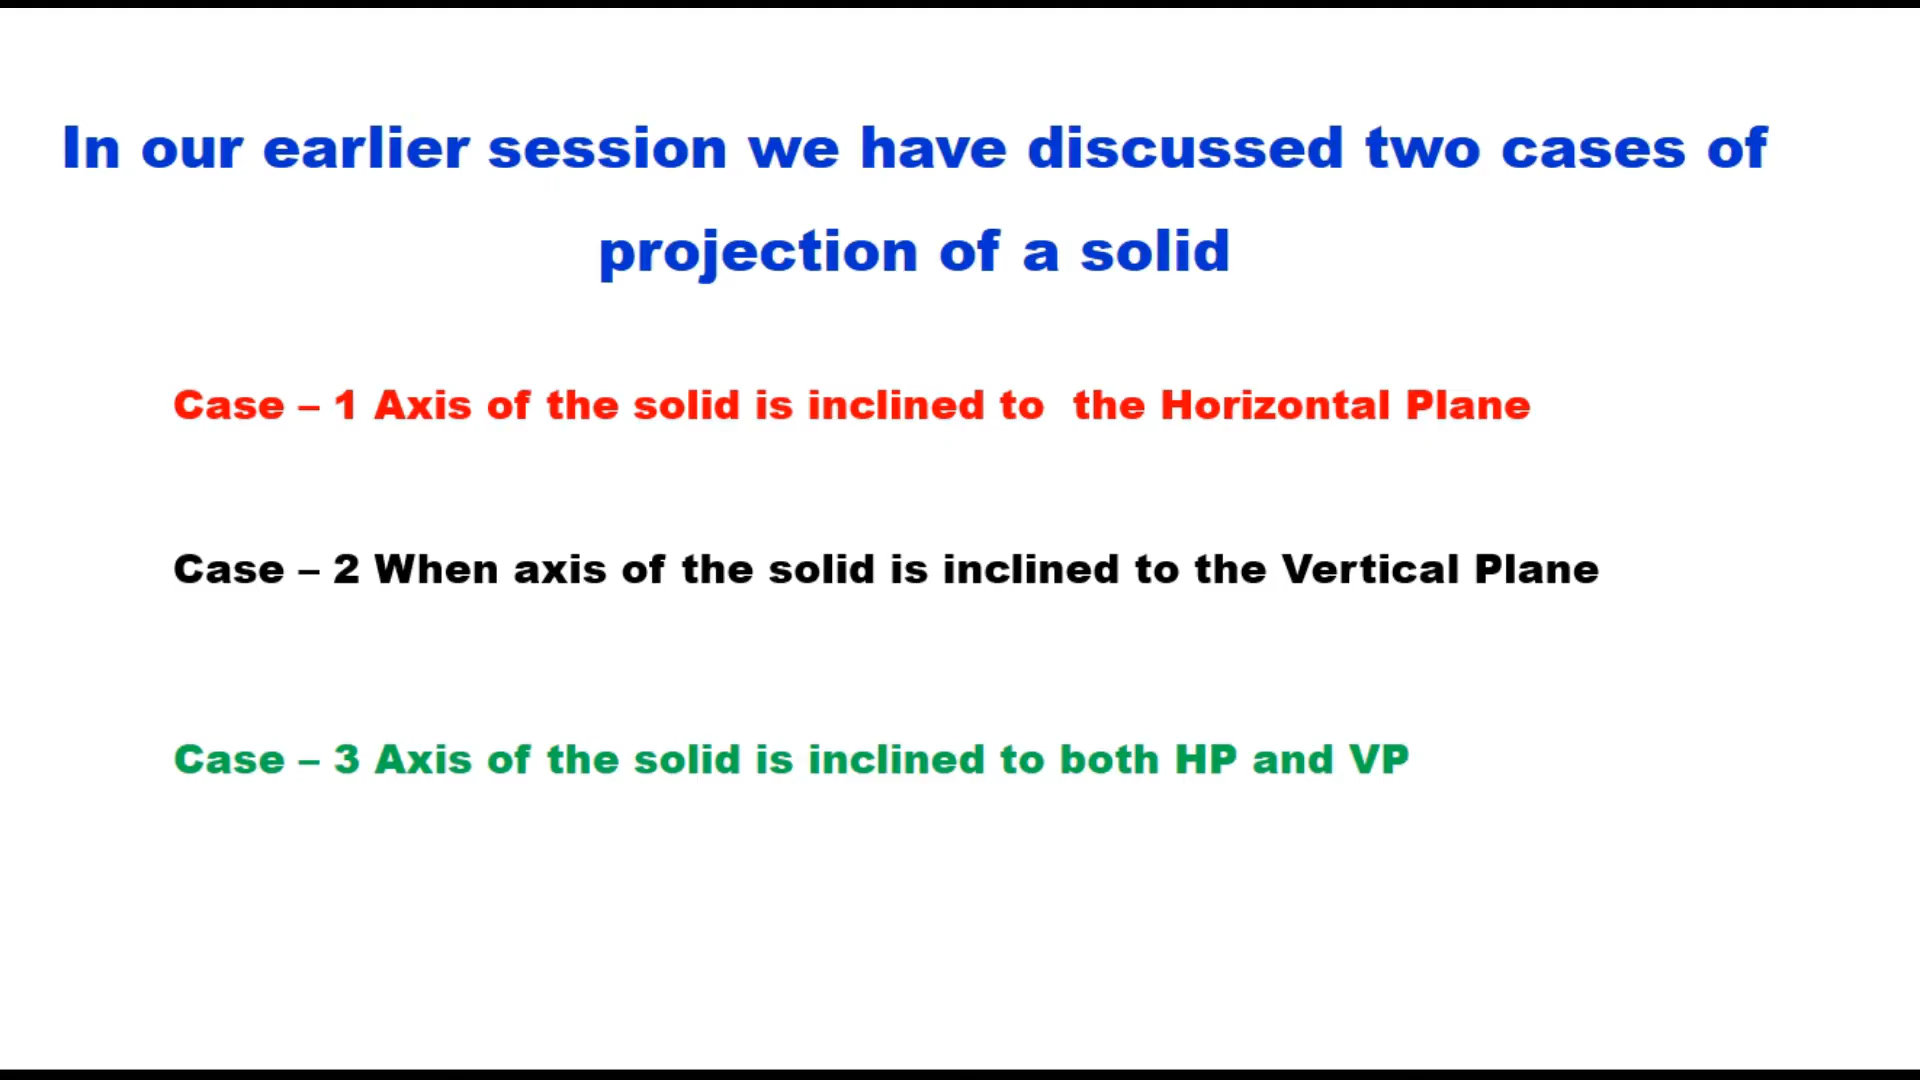 In our earlier session we have discussed two cases of
projection of a solid
Case – 1 Axis of the solid is inclined to  the Horizontal Plane
Case – 2 When axis of the solid is inclined to the Vertical Plane
Case – 3 Axis of the solid is inclined to both HP and VP